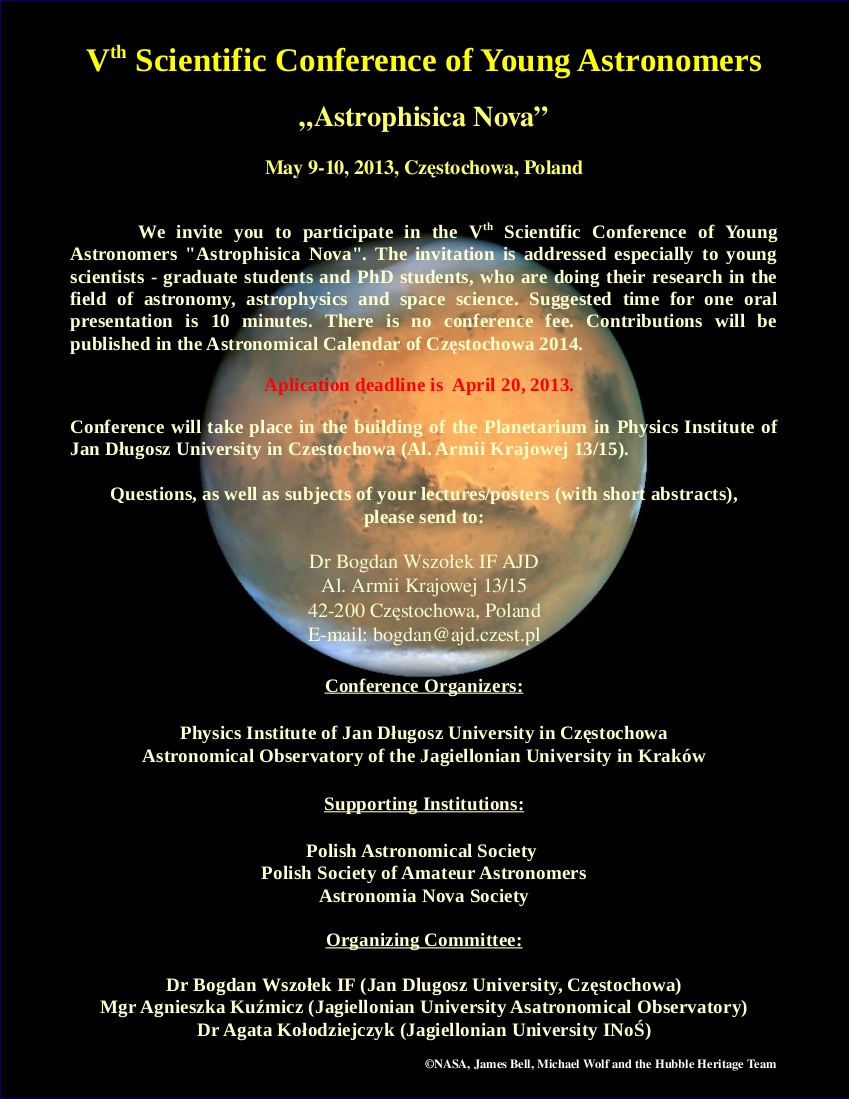 Vth Scientific Conference of Young Astronomers
„Astrophisica Nova”
May 9-10, 2013, Częstochowa, Poland
We invite you to participate in the Vth Scientific Conference of Young
Astronomers "Astrophisica Nova". The invitation is addressed especially to young
scientists - graduate students and PhD students, who are doing their research in the
field of astronomy, astrophysics and space science. Suggested time for one oral
presentation is 10 minutes. There is no conference fee. Contributions will be
published in the Astronomical Calendar of Częstochowa 2014.
Aplication deadline is April 20, 2013.
Conference will take place in the building of the Planetarium in Physics Institute of
Jan Długosz University in Czestochowa (Al. Armii Krajowej 13/15).
Questions, as well as subjects of your lectures/posters (with short abstracts),
please send to:
Dr Bogdan Wszołek IF AJD
Al. Armii Krajowej 13/15
42-200 Częstochowa, Poland
E-mail: bogdan@ajd.czest.pl
Conference Organizers:
Physics Institute of Jan Długosz University in Częstochowa
Astronomical Observatory of the Jagiellonian University in Kraków
Supporting Institutions:
Polish Astronomical Society
Polish Society of Amateur Astronomers
Astronomia Nova Society
Organizing Committee:
Dr Bogdan Wszołek IF (Jan Dlugosz University, Częstochowa)
Mgr Agnieszka Kuźmicz (Jagiellonian University Asatronomical Observatory)
Dr Agata Kołodziejczyk (Jagiellonian University INoŚ)
©NASA, James Bell, Michael Wolf and the Hubble Heritage Team